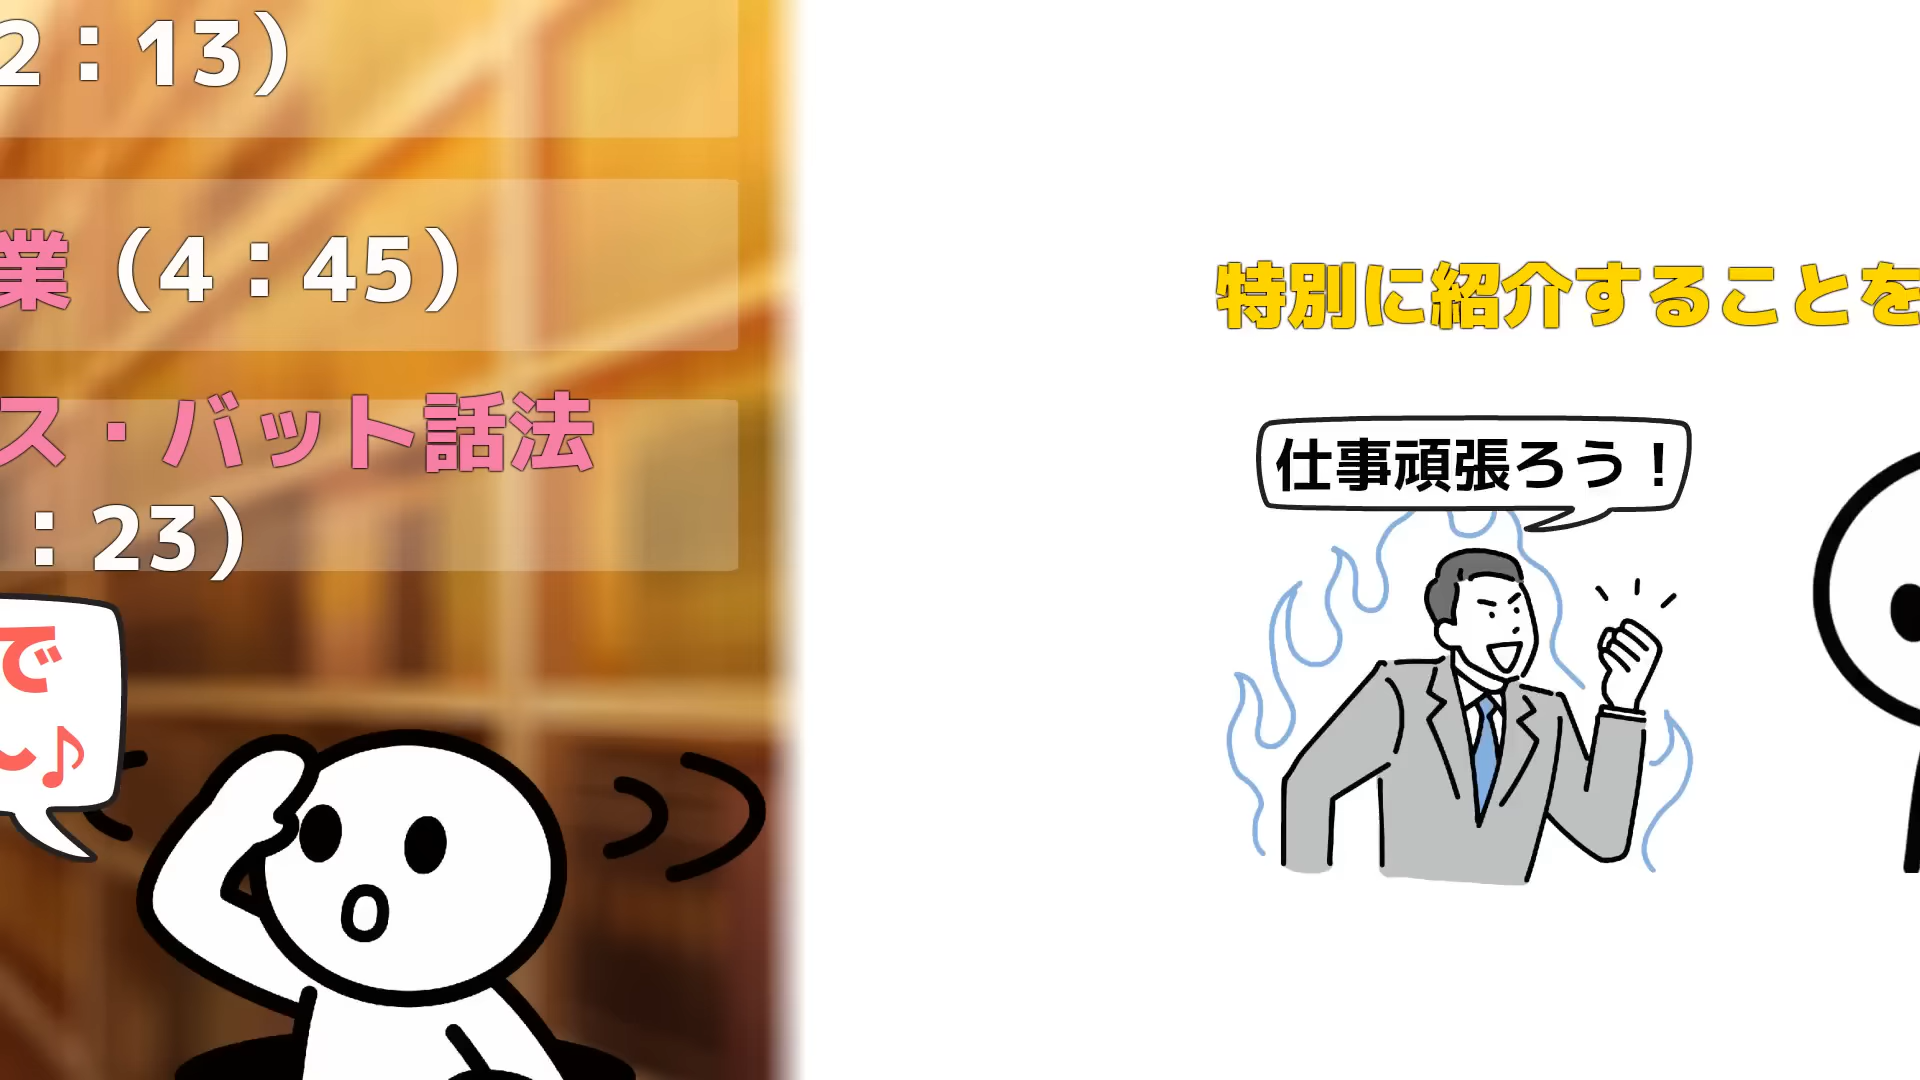 2：13）
業（4：45）
ス・バット話法
：23）
で
〜♪
特別に紹介することを
仕事頑張ろう！